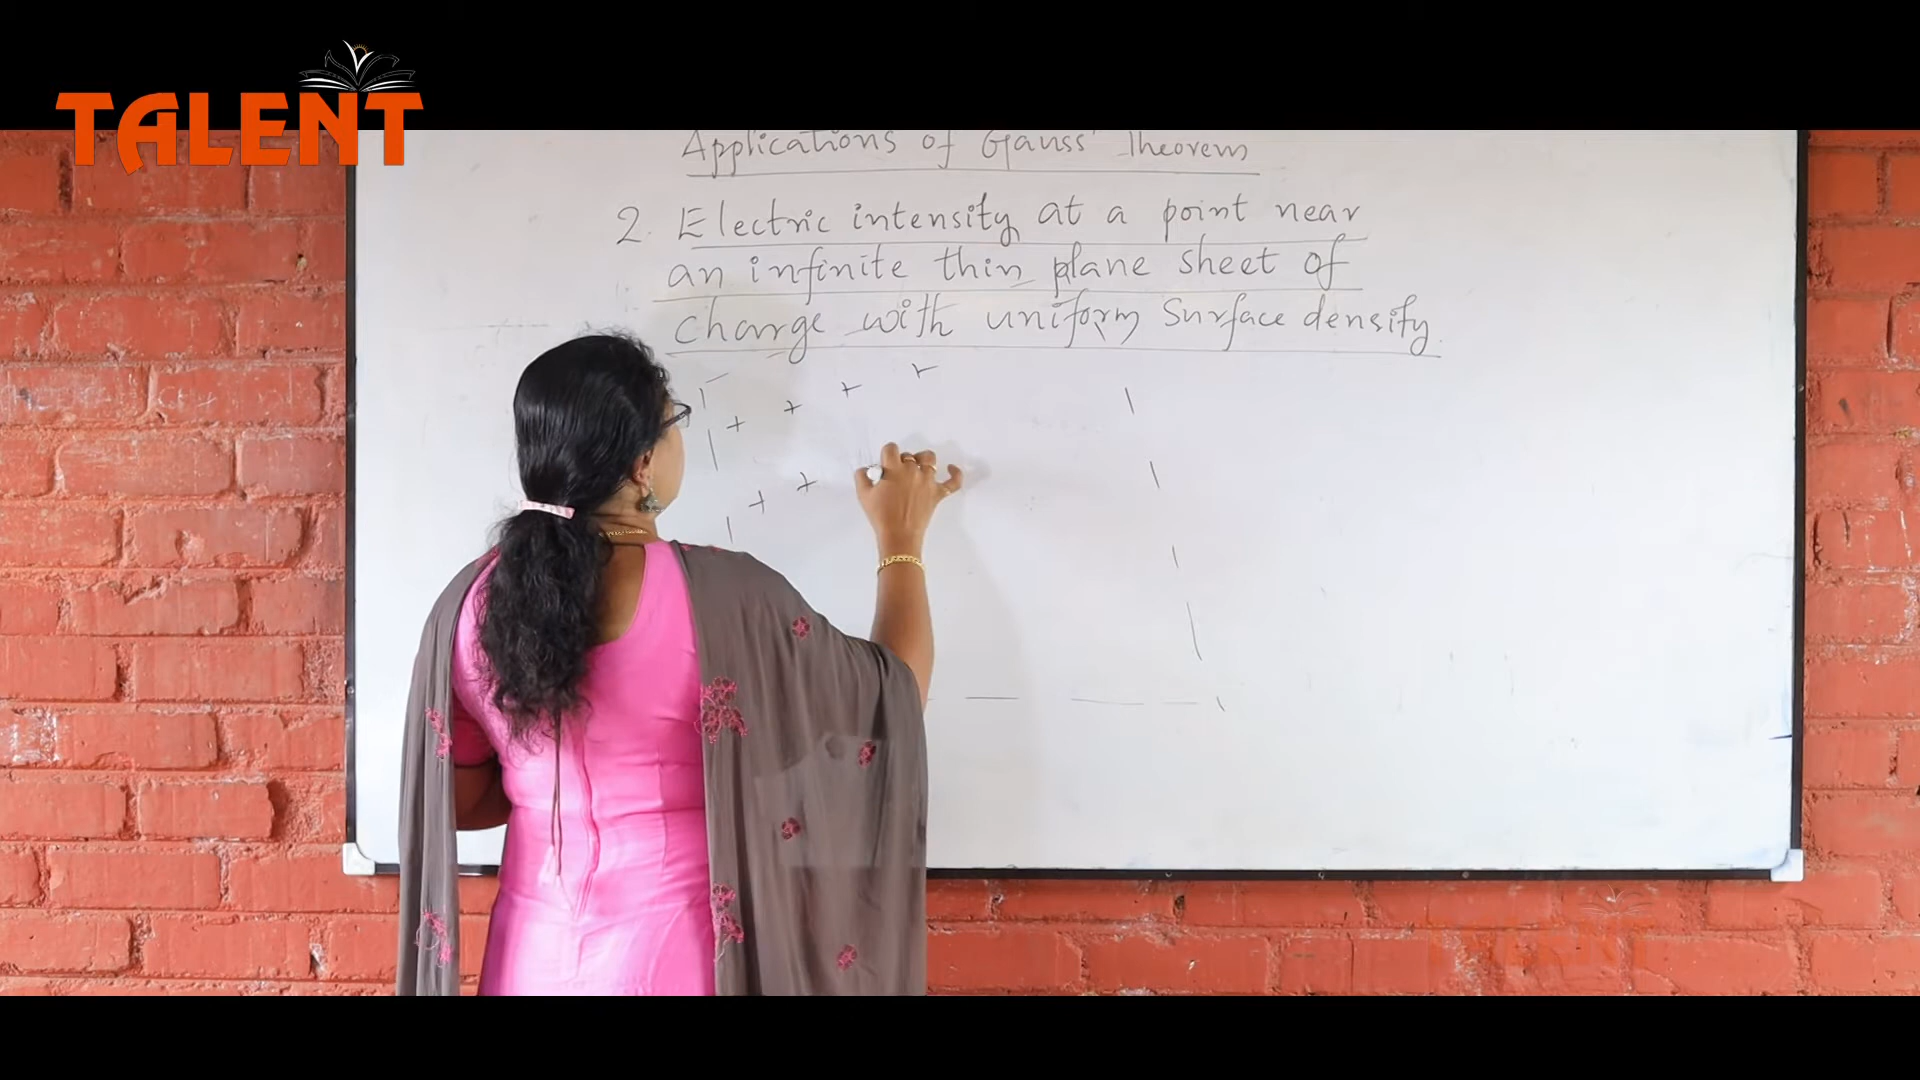 TALENT
Applications of Gauss' Theorem
2. Electric intensity at a point near
an infinite thin plane sheet of
charge with uniform Surface density.
+ + + +
+ +
TALENT